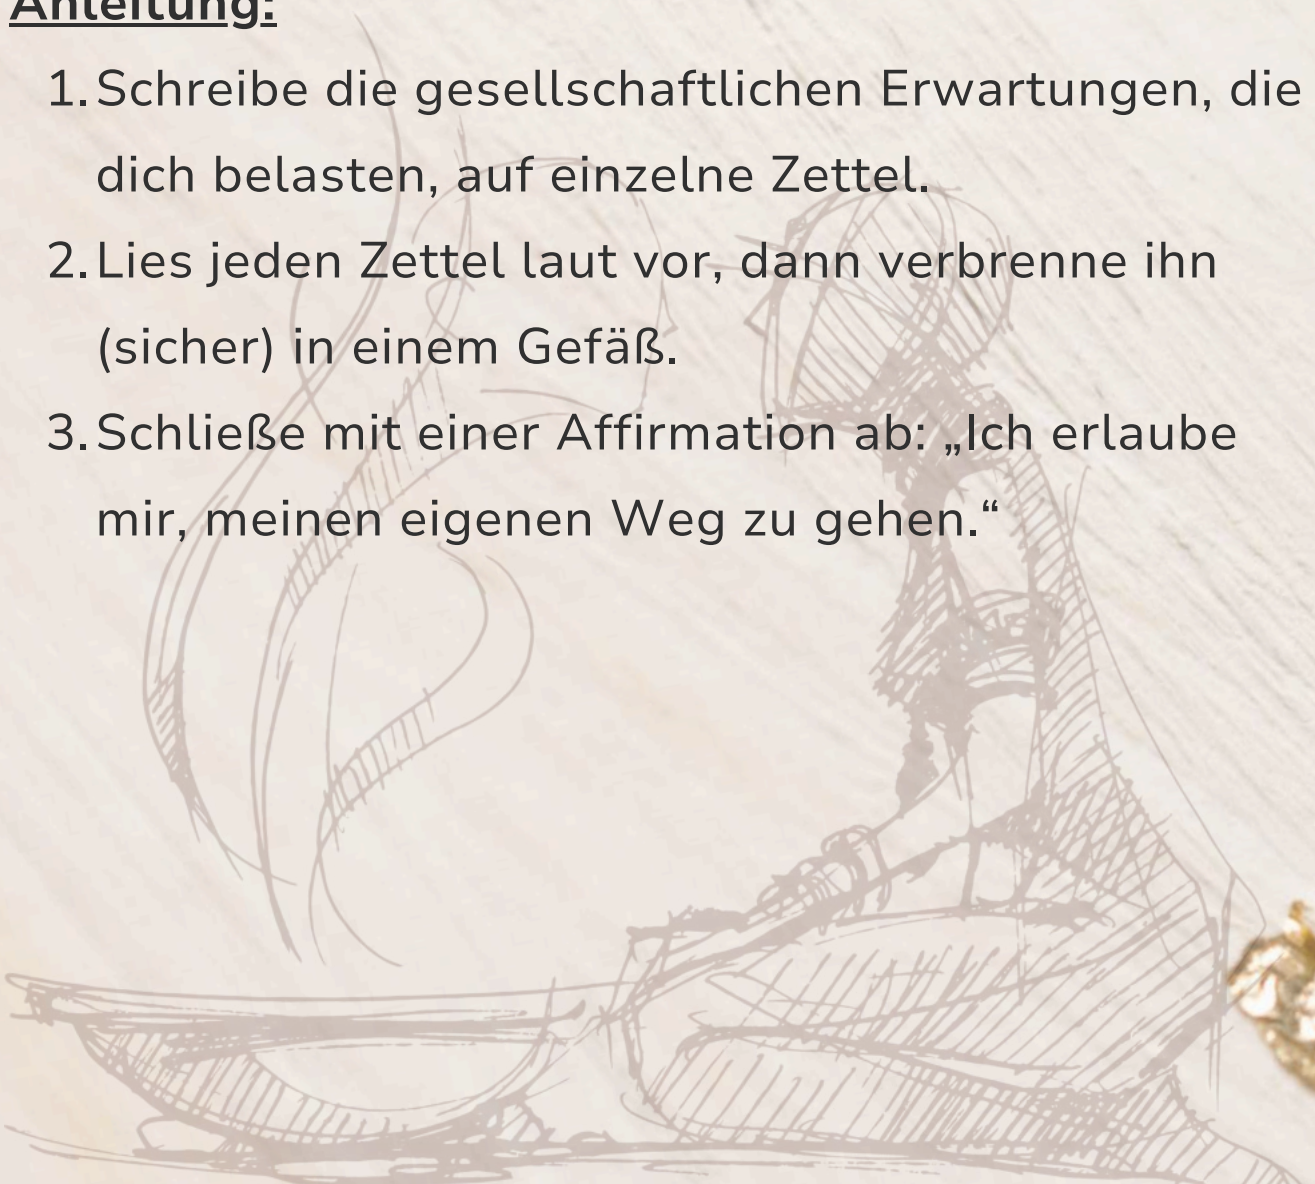 Anleitung:
1. Schreibe die gesellschaftlichen Erwartungen, die
dich belasten, auf einzelne Zettel.
2. Lies jeden Zettel laut vor, dann verbrenne ihn
(sicher) in einem Gefäß.
3. Schließe mit einer Affirmation ab: „Ich erlaube
mir, meinen eigenen Weg zu gehen.“